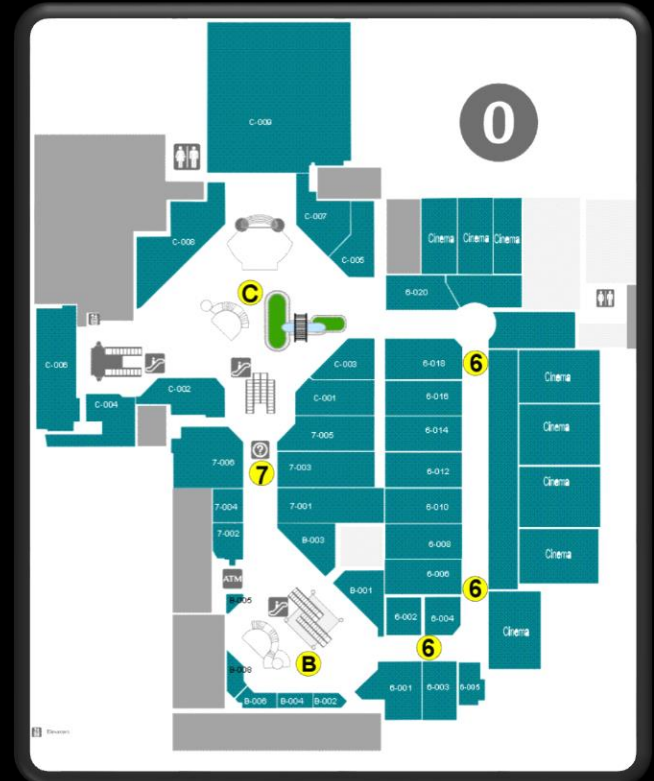 0
C-009
C-007
C-008
C-005
Cinema
Cinema
Cinema
6-020
C
C-006
C-004
C-002
C-003
C-001
6-018
6
6-016
Cinema
7-005
6-014
Cinema
?
7-006
7
7-003
6-012
Cinema
7-004
7-001
6-010
7-002
B-003
6-008
Cinema
ATM
6-006
6
B-005
B-001
6-002
6-004
Cinema
6
B
B-008
6-001
6-003
6-005
B-006
B-004
B-002